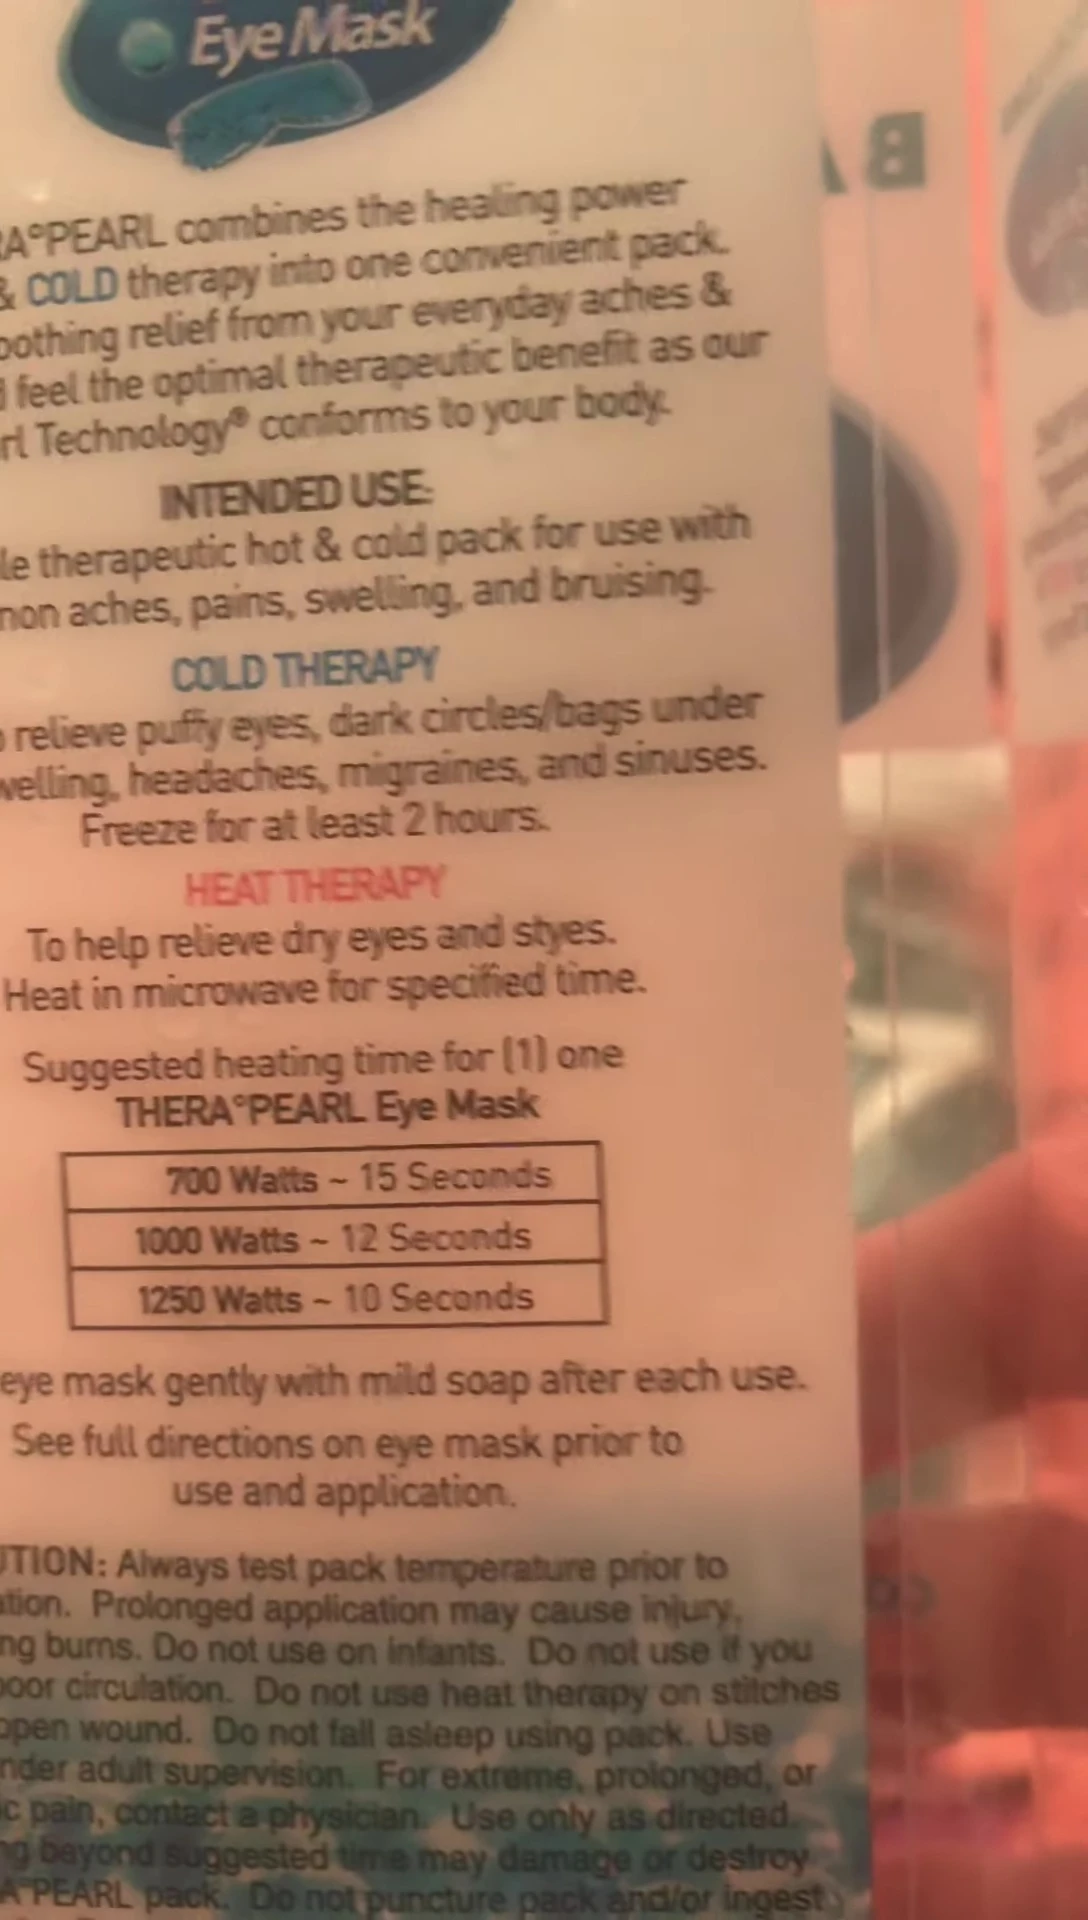 Eye Mask
RA°PEARL combines the healing power
& COLD therapy into one convenient pack.
oothing relief from your everyday aches &
feel the optimal therapeutic benefit as our
rl Technology® conforms to your body.
INTENDED USE:
le therapeutic hot & cold pack for use with
mon aches, pains, swelling, and bruising.
COLD THERAPY
relieve puffy eyes, dark circles/bags under
welling, headaches, migraines, and sinuses.
Freeze for at least 2 hours.
HEAT THERAPY
To help relieve dry eyes and styes.
Heat in microwave for specified time.
Suggested heating time for (1) one
THERA°PEARL Eye Mask
700 Watts ~ 15 Seconds
1000 Watts ~ 12 Seconds
1250 Watts ~ 10 Seconds
eye mask gently with mild soap after each use.
See full directions on eye mask prior to
use and application.
UTION: Always test pack temperature prior to
ation. Prolonged application may cause injury,
ng burns. Do not use on infants. Do not use if you
poor circulation. Do not use heat therapy on stitches
open wound. Do not fall asleep using pack. Use
nder adult supervision. For extreme, prolonged, or
ic pain, contact a physician. Use only as directed.
ng beyond suggested time may damage or destroy
A°PEARL pack. Do not puncture pack and/or ingest